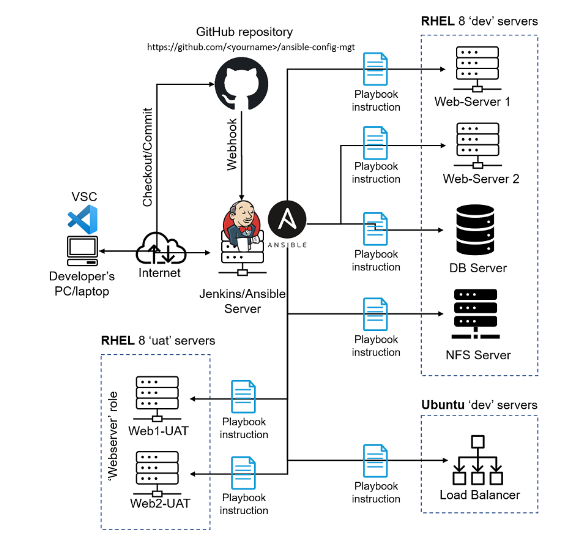 GitHub repository
https://github.com/<yourname>/ansible-config-mgt
RHEL 8 ‘dev’ servers
Playbook
instruction
Web-Server 1
Checkout/Commit
Webhook
Playbook
instruction
Web-Server 2
VSC
A
ANSIBLE
Playbook
instruction
DB Server
Developer's
PC/laptop
Internet
Jenkins/Ansible
Server
Playbook
instruction
NFS Server
RHEL 8 ‘uat’ servers
‘Webserver’ role
Web1-UAT
Playbook
instruction
Web2-UAT
Playbook
instruction
Ubuntu ‘dev’ servers
Playbook
instruction
Load Balancer